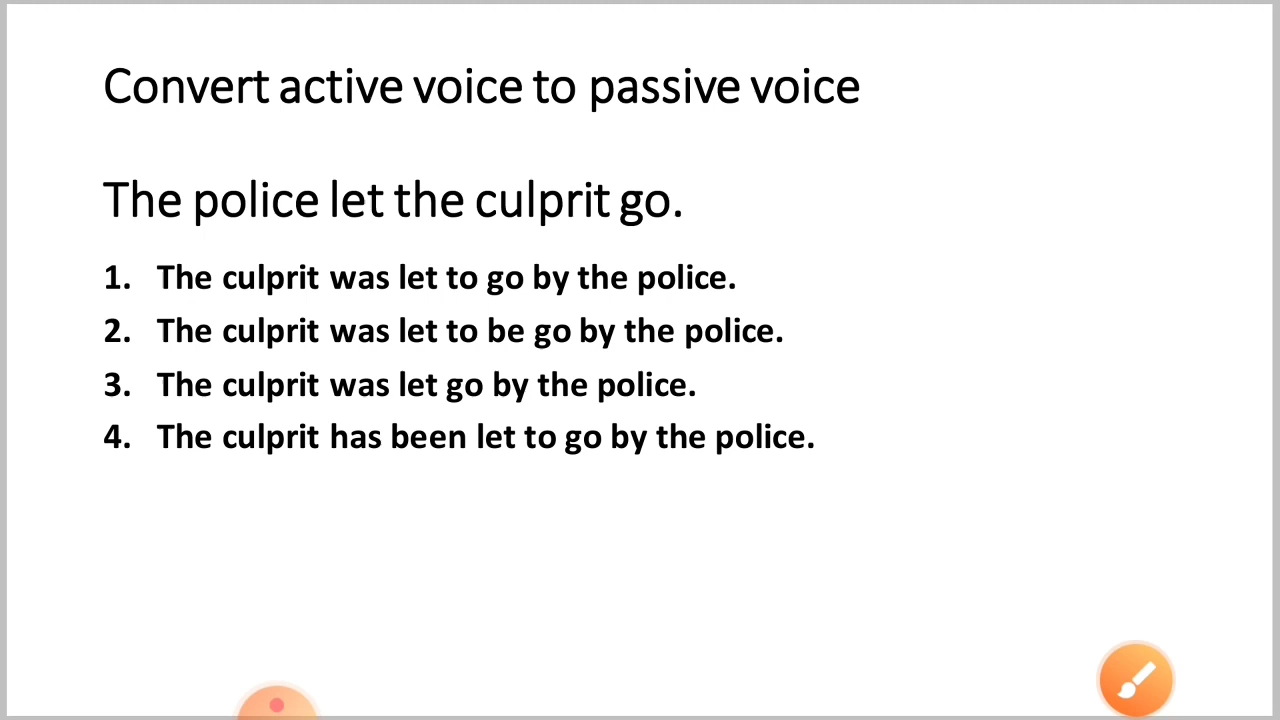 Convert active voice to passive voice
The police let the culprit go.
1. The culprit was let to go by the police.
2. The culprit was let to be go by the police.
3. The culprit was let go by the police.
4. The culprit has been let to go by the police.